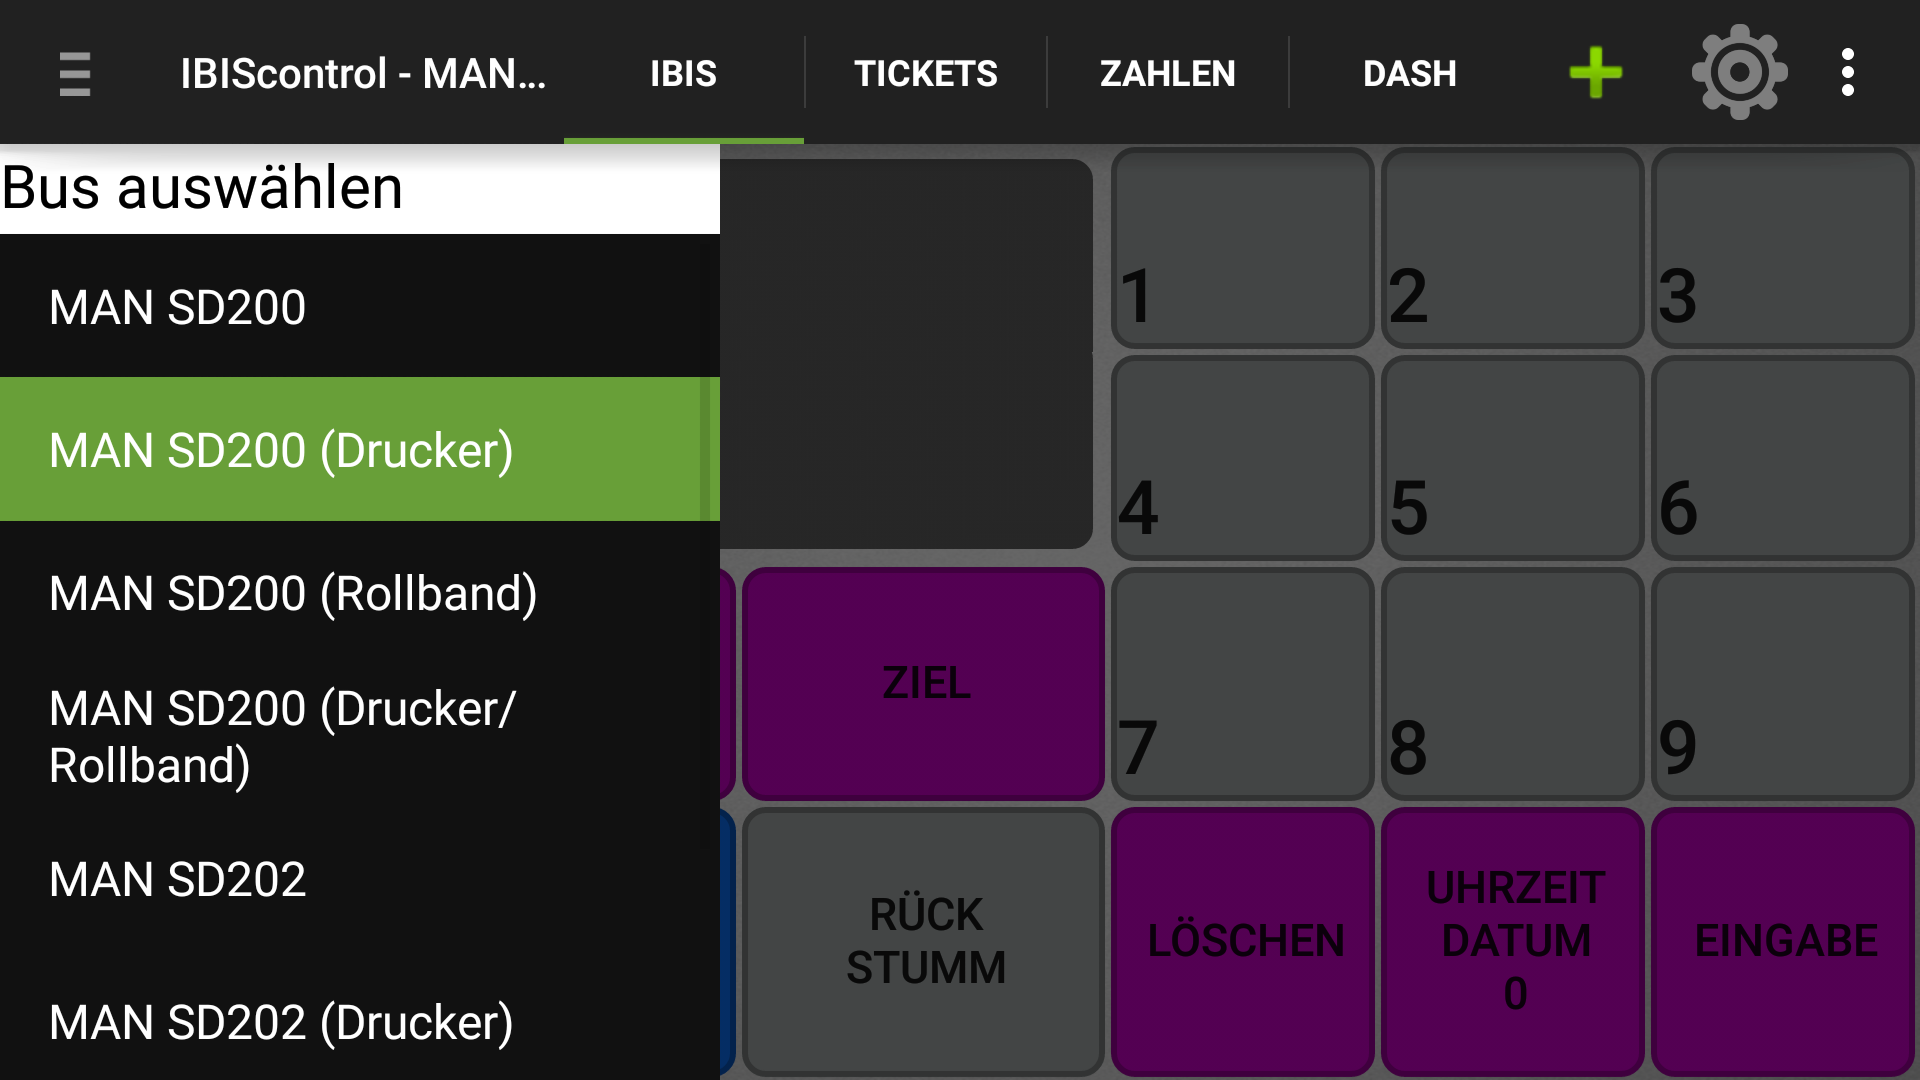 IBIScontrol - MAN...
IBIS
TICKETS
ZAHLEN
DASH
Bus auswählen
MAN SD200
MAN SD200 (Drucker)
MAN SD200 (Rollband)
MAN SD200 (Drucker/
Rollband)
MAN SD202
MAN SD202 (Drucker)
1
2
3
4
5
6
ZIEL
7
8
9
RÜCK
STUMM
LÖSCHEN
UHRZEIT
DATUM
0
EINGABE